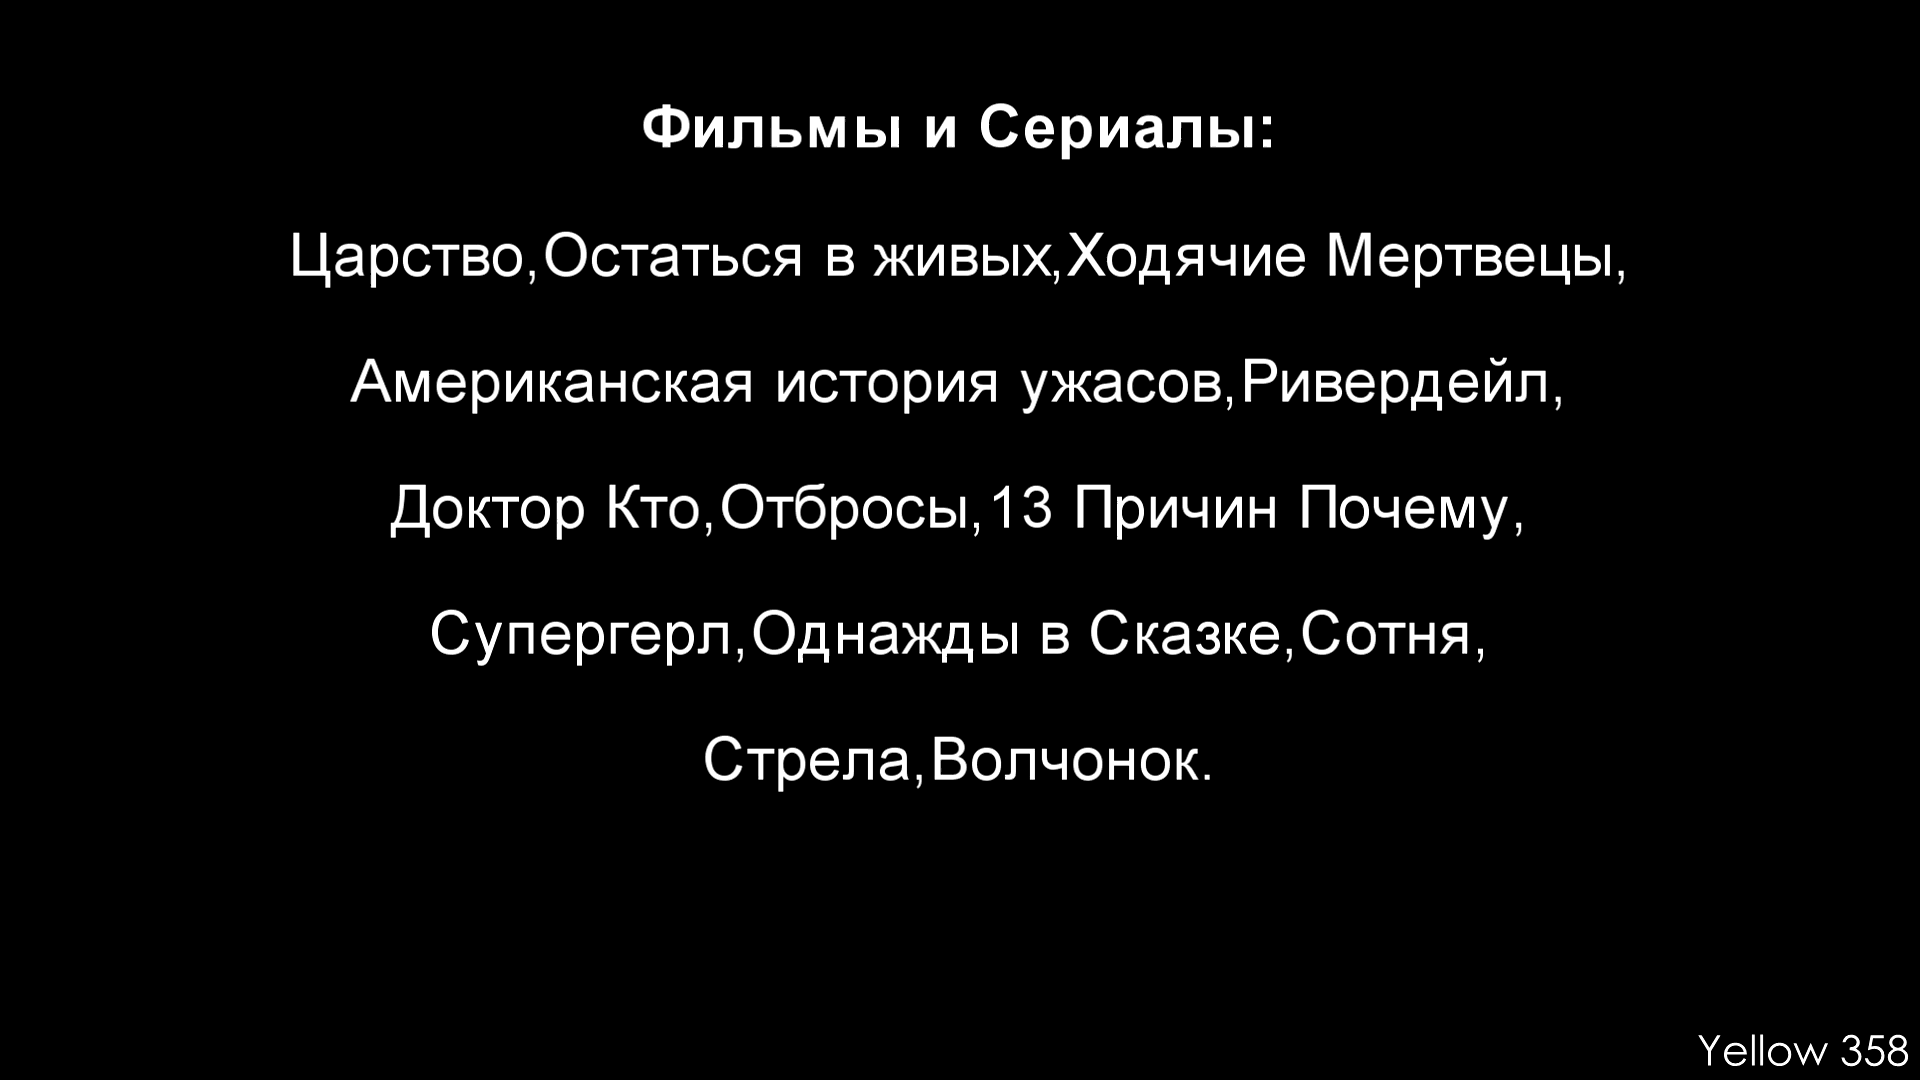 Фильмы и Сериалы:
Царство,Остаться в живых,Ходячие Мертвецы,
Американская история ужасов,Ривердейл,
Доктор Кто,Отбросы,13 Причин Почему,
Супергерл,Однажды в Сказке,Сотня,
Стрела,Волчонок.
Yellow 358